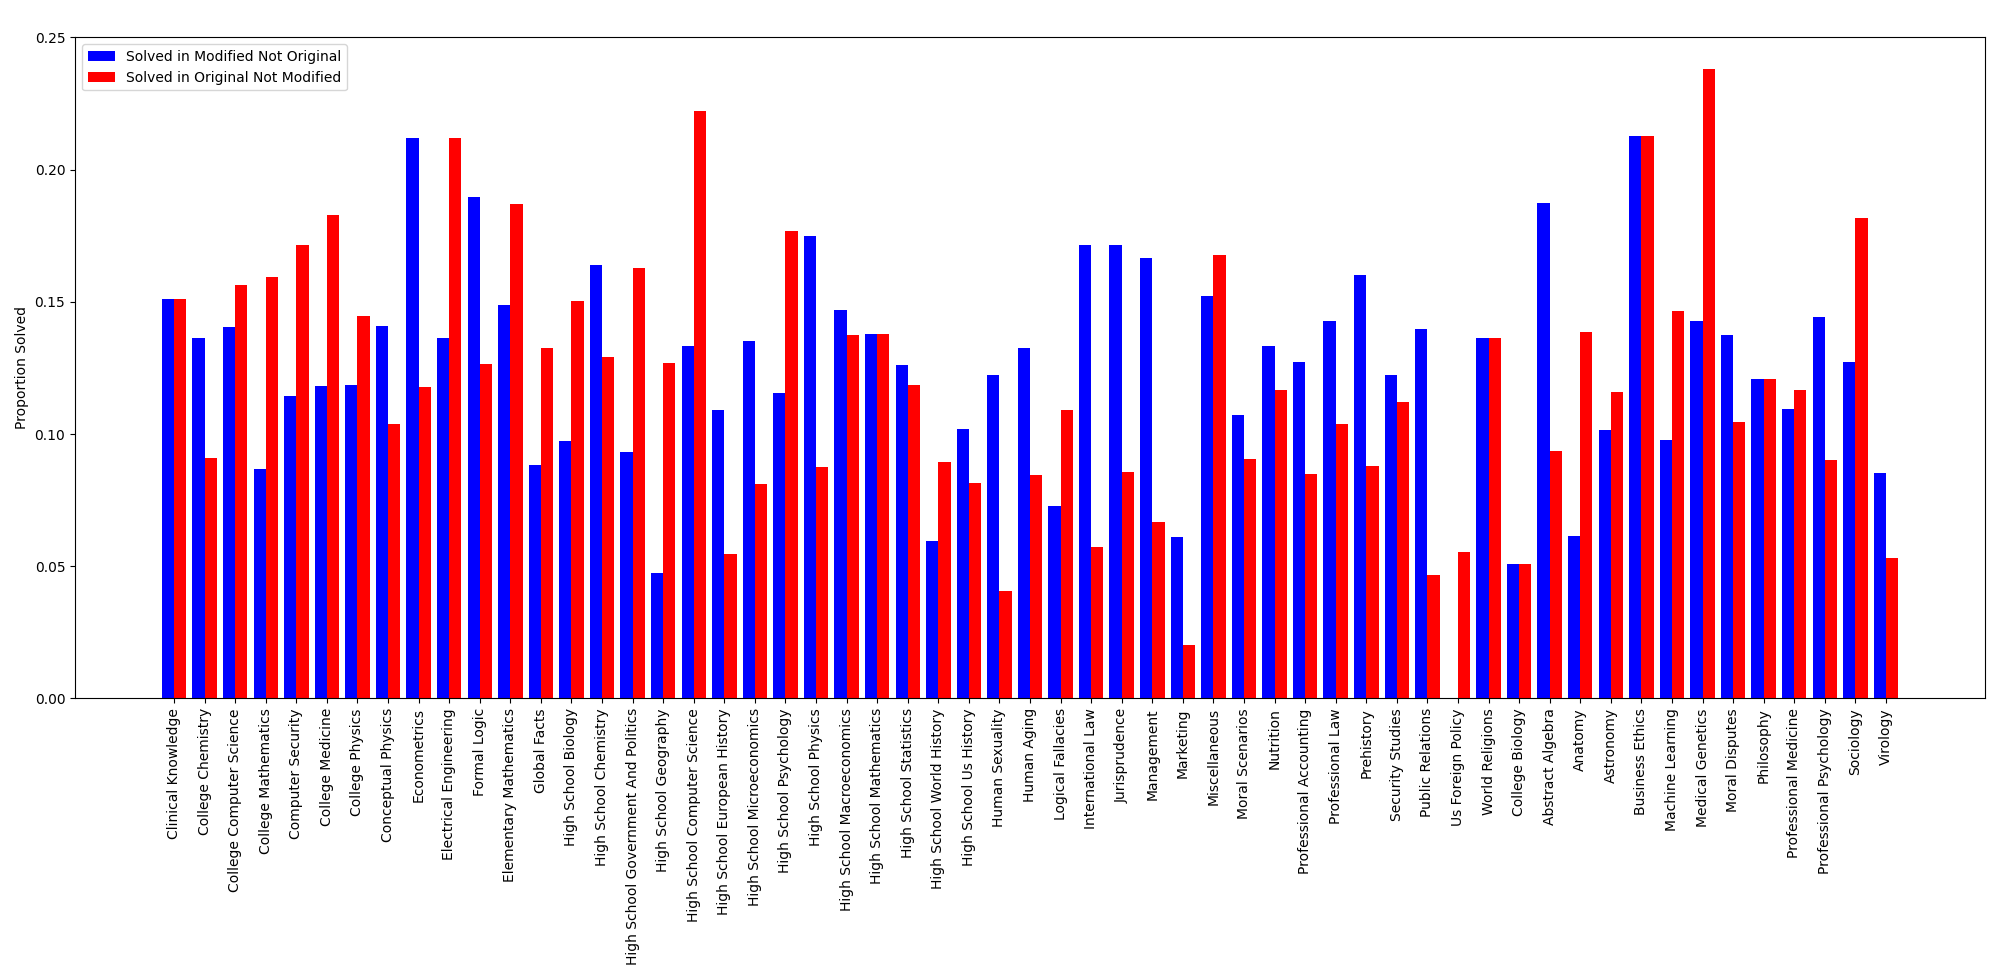 0.25
0.20
0.15
0.10
0.05
0.00
Proportion Solved
Solved in Modified Not Original
Solved in Original Not Modified
Clinical Knowledge
College Chemistry
College Computer Science
College Mathematics
Computer Security
College Medicine
College Physics
Conceptual Physics
Econometrics
Electrical Engineering
Formal Logic
Elementary Mathematics
Global Facts
High School Biology
High School Chemistry
High School Government And Politics
High School Geography
High School Computer Science
High School European History
High School Microeconomics
High School Psychology
High School Physics
High School Macroeconomics
High School Mathematics
High School Statistics
High School World History
High School Us History
Human Sexuality
Human Aging
Logical Fallacies
International Law
Jurisprudence
Management
Marketing
Miscellaneous
Moral Scenarios
Nutrition
Professional Accounting
Professional Law
Prehistory
Security Studies
Public Relations
Us Foreign Policy
World Religions
College Biology
Abstract Algebra
Anatomy
Astronomy
Business Ethics
Machine Learning
Medical Genetics
Moral Disputes
Philosophy
Professional Medicine
Professional Psychology
Sociology
Virology